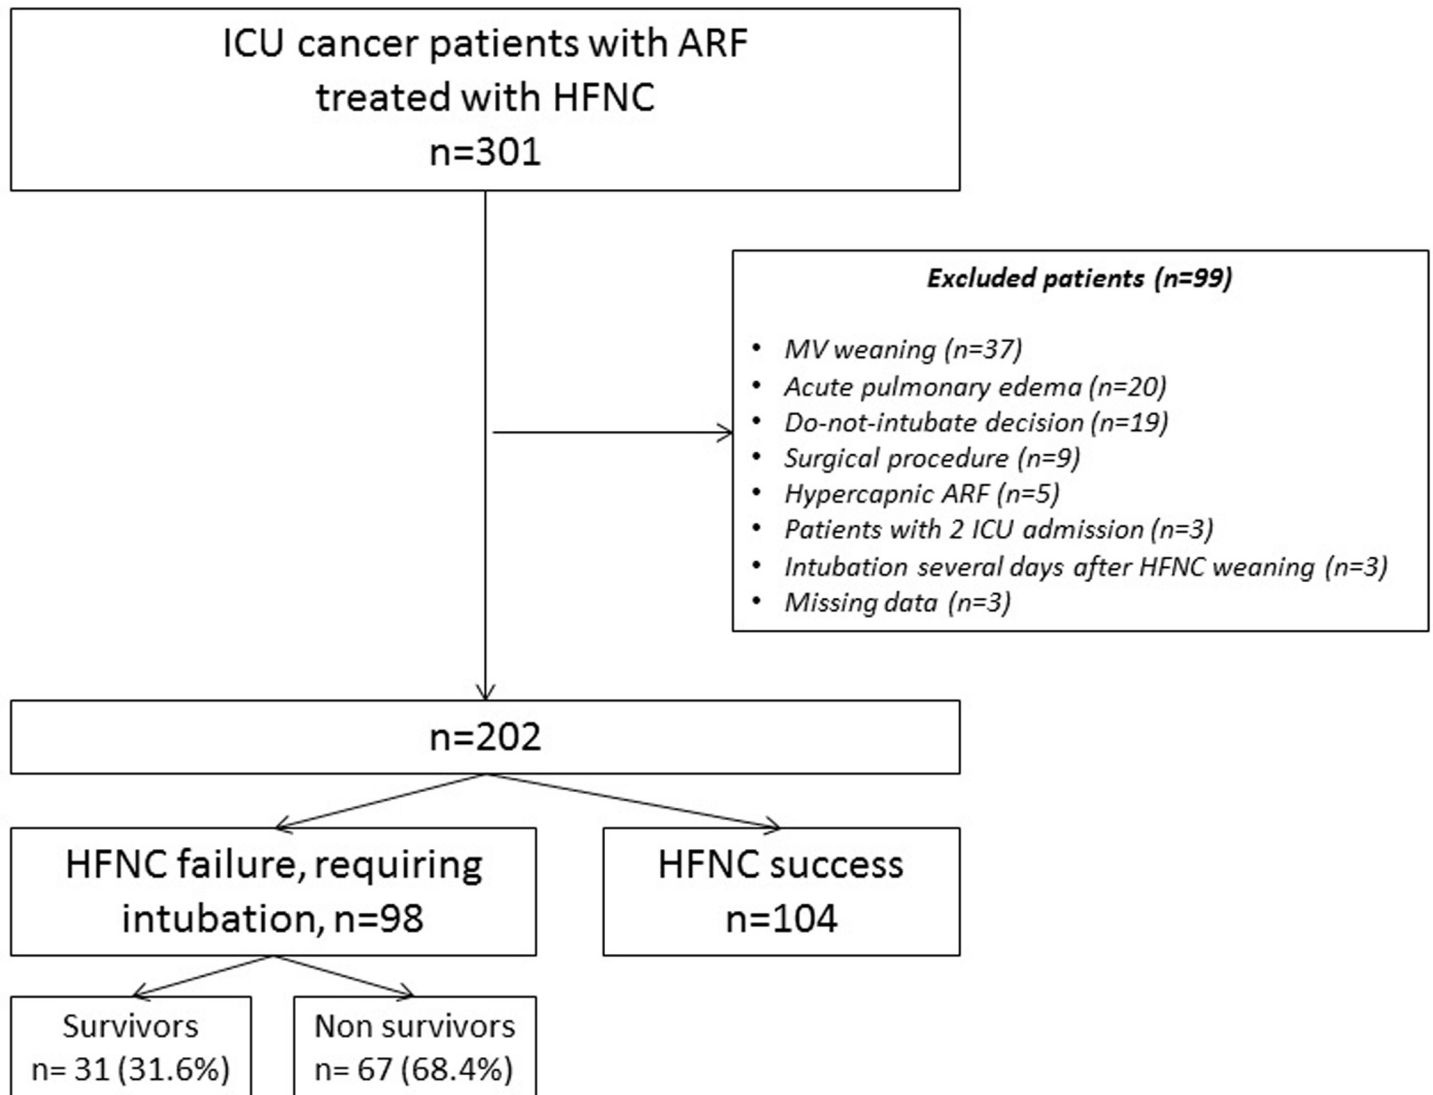 ICU cancer patients with ARF
treated with HFNC
n=301
Excluded patients (n=99)
• MV weaning (n=37)
• Acute pulmonary edema (n=20)
• Do-not-intubate decision (n=19)
• Surgical procedure (n=9)
• Hypercapnic ARF (n=5)
• Patients with 2 ICU admission (n=3)
• Intubation several days after HFNC weaning (n=3)
• Missing data (n=3)
n=202
HFNC failure, requiring
intubation, n=98
HFNC success
n=104
Survivors
n= 31 (31.6%)
Non survivors
n= 67 (68.4%)